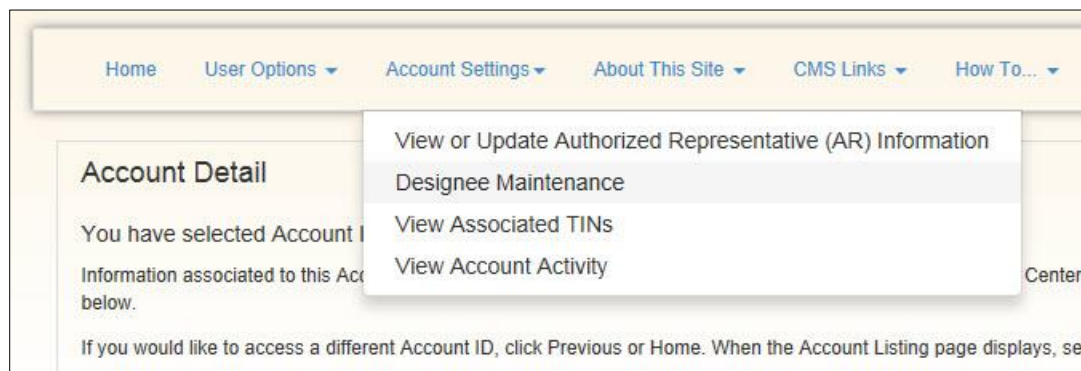 Home User Options Account Settings About This Site CMS Links How To...
View or Update Authorized Representative (AR) Information
Designee Maintenance
View Associated TINs
View Account Activity
Account Detail
You have selected Account
Information associated to this Center
below.
If you would like to access a different Account ID, click Previous or Home. When the Account Listing page displays,